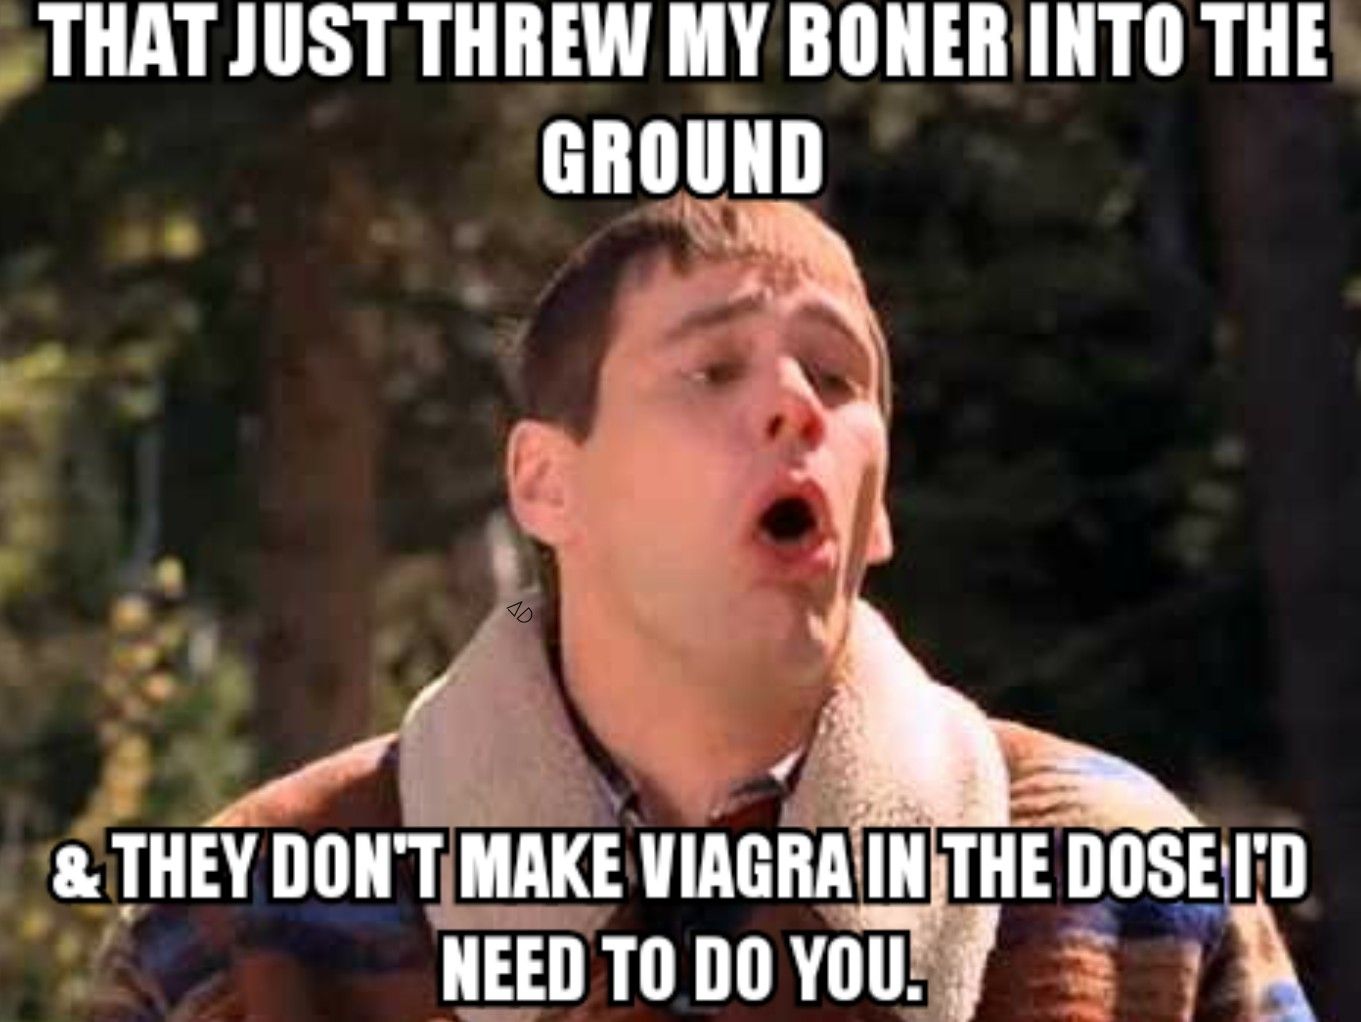 THAT JUST THREW MY BONER INTO THE
GROUND
AD
& THEY DON'T MAKE VIAGRA IN THE DOSE I'D
NEED TO DO YOU.